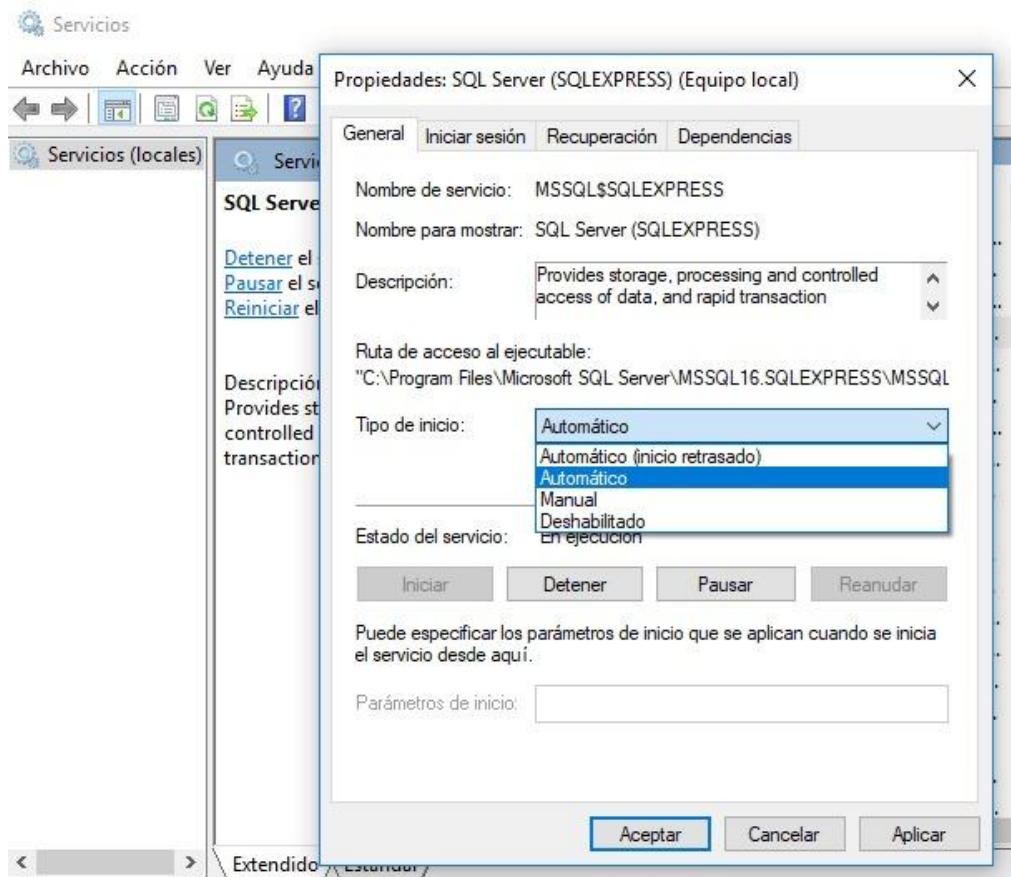 Servicios
Archivo Acción Ver Ayuda
Servicios (locales)
SQL
Detener el
Pausar el
Reiniciar el
Provides
controlled
Extendido
Propiedades: SQL Server (SQLEXPRESS) (Equipo local)
General Iniciar sesión Recuperación Dependencias
Nombre de servicio: MSSQL$SQLEXPRESS
Nombre para mostrar: SQL Server (SQLEXPRESS)
Descripción: Provides storage, processing and controlled
access of data, and rapid transaction
Ruta de acceso al ejecutable:
"C:\Program Files\Microsoft SQL Server\MSSQL16.SQLEXPRESS\MSSQL
Tipo de inicio: Automático
Automático (inicio retrasado)
Automático
Manual
Deshabilitado
Estado del servicio: En ejecución
Iniciar Detener Pausar Reanudar
Puede especificar los parámetros de inicio que se aplican cuando se inicia
el servicio desde aquí.
Parámetros de inicio:
Aceptar Cancelar Aplicar